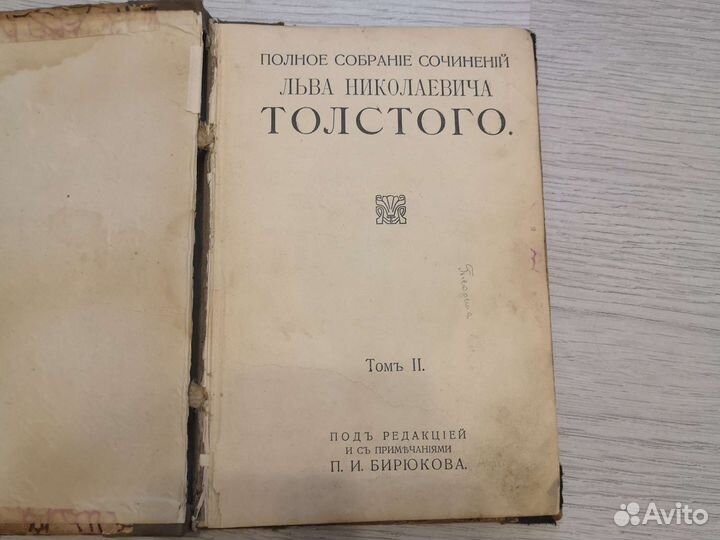 ПОЛНОЕ СОБРАНІЕ СОЧИНЕНІЙ
ЛЬВА НИКОЛАЕВИЧА
ТОЛСТОГО.
Томъ II.
ПОДЪ РЕДАКЦІЕЙ
И СЪ ПРИМѢЧАНІЯМИ
П. И. БИРЮКОВА.
Avito